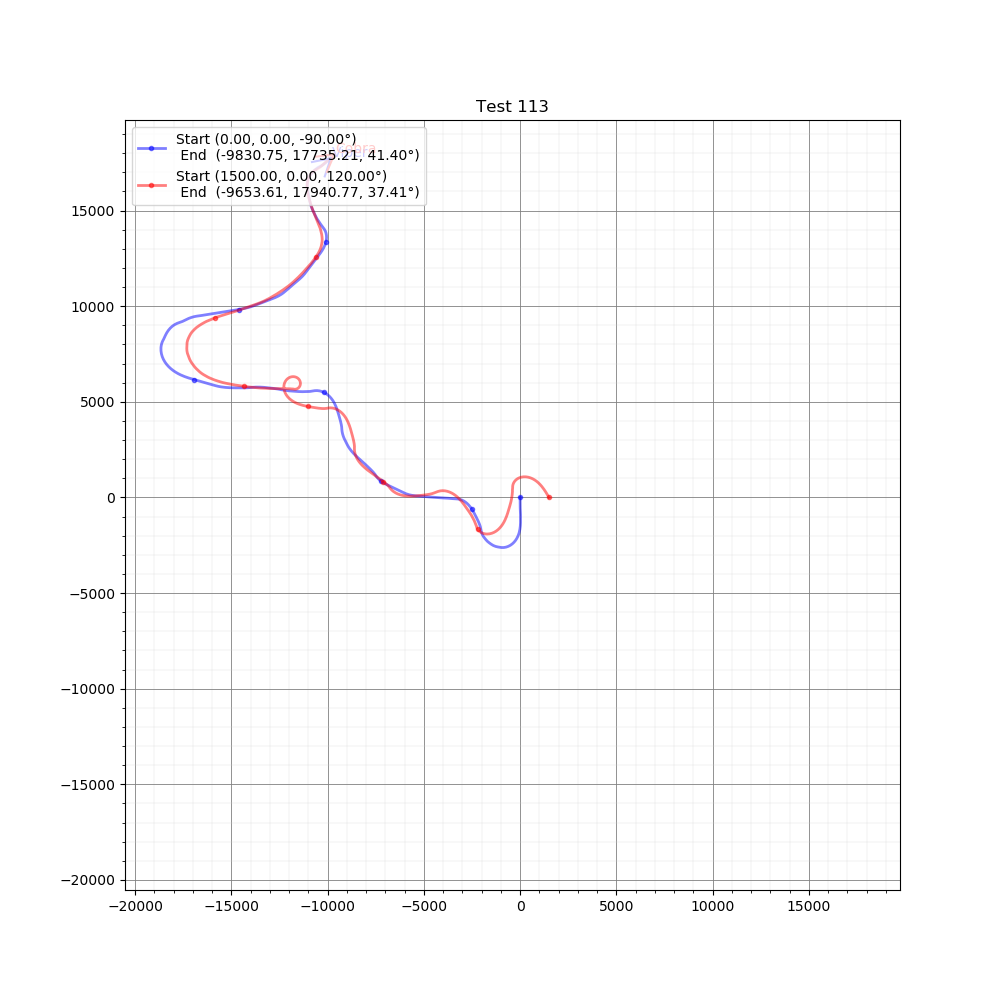 Test 113
Start (0.00, 0.00, -90.00°)
End (-9830.75, 17735.21, 41.40°)
Start (1500.00, 0.00, 120.00°)
End (-9653.61, 17940.77, 37.41°)
15000
10000
5000
0
−5000
−10000
−15000
−20000
−20000 −15000 −10000 −5000 0 5000 10000 15000